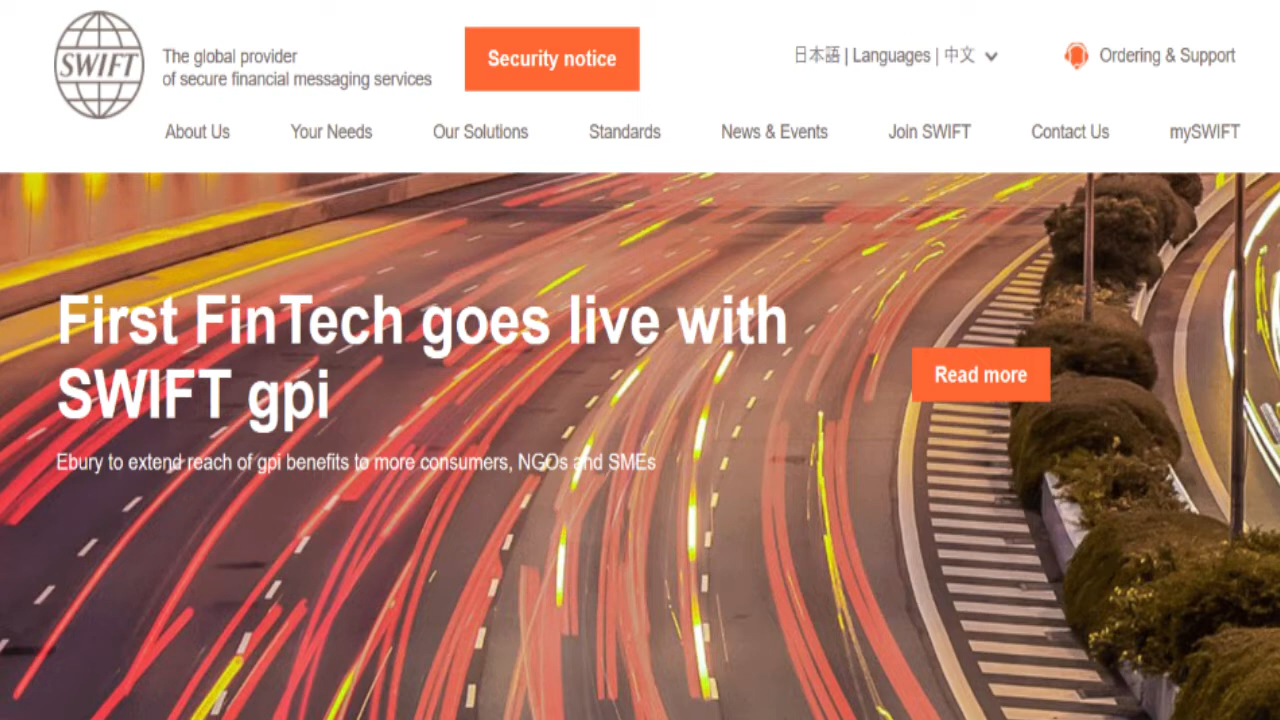 SWIFT
The global provider
of secure financial messaging services
Security notice
日本語 | Languages | 中文
Ordering & Support
About Us
Your Needs
Our Solutions
Standards
News & Events
Join SWIFT
Contact Us
mySWIFT
First FinTech goes live with
SWIFT gpi
Ebury to extend reach of gpi benefits to more consumers, NGOs and SMEs
Read more